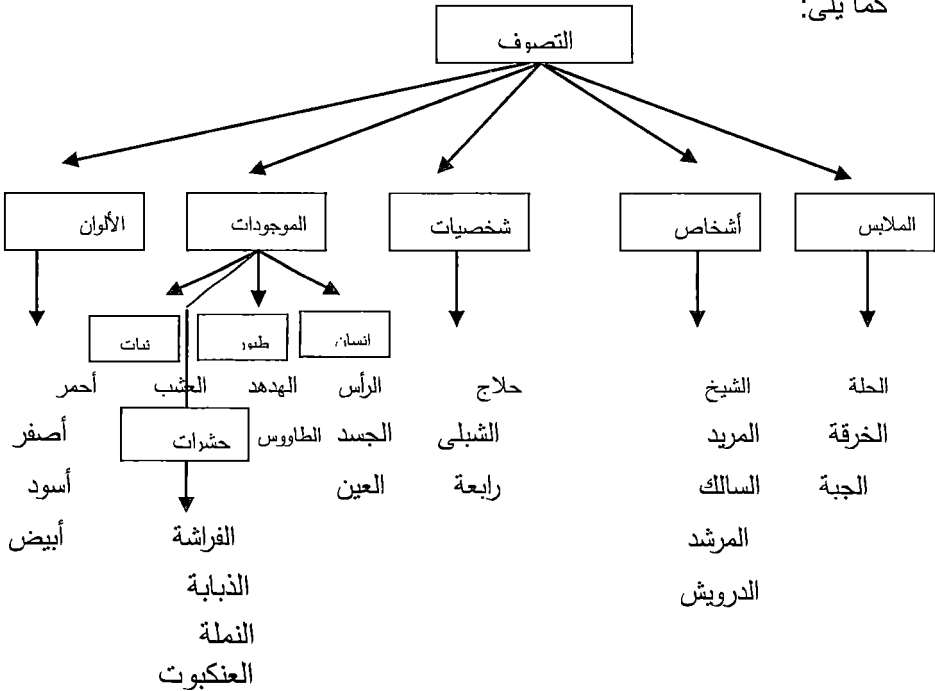 كما يلى:
التصوف
الملابس
أشخاص
شخصيات
الموجودات
الألوان
انسان
طيور
نبات
الحلة
الشيخ
حلاج
الرأس
الهدهد
العشب
أحمر
الخرقة
المريد
الشبلى
الجسد
الطاووس
حشرات
أصفر
الجبة
السالك
رابعة
العين
أسود
المرشد
الفراشة
أبيض
الدرويش
الذبابة
النملة
العنكبوت